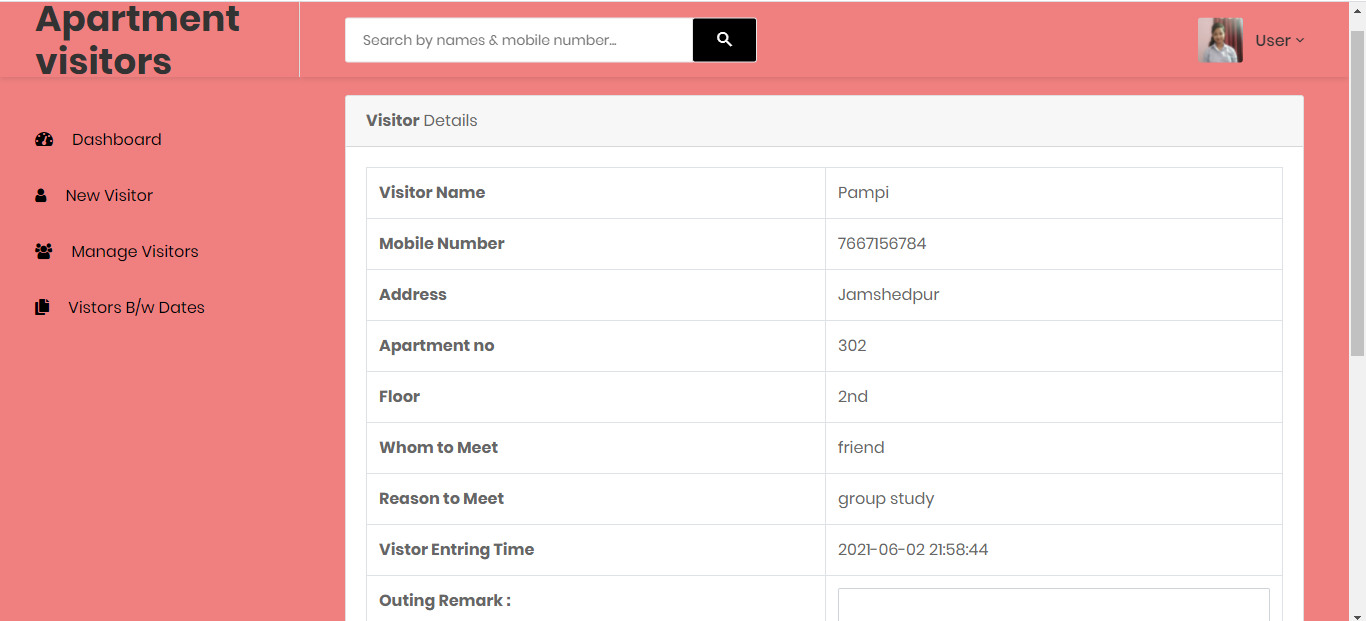 Apartment
visitors
Search by names & mobile number...
User
Dashboard
New Visitor
Manage Visitors
Vistors B/w Dates
Visitor Details
Visitor Name Pampi
Mobile Number 7667156784
Address Jamshedpur
Apartment no 302
Floor 2nd
Whom to Meet friend
Reason to Meet group study
Vistor Entring Time 2021-06-02 21:58:44
Outing Remark :